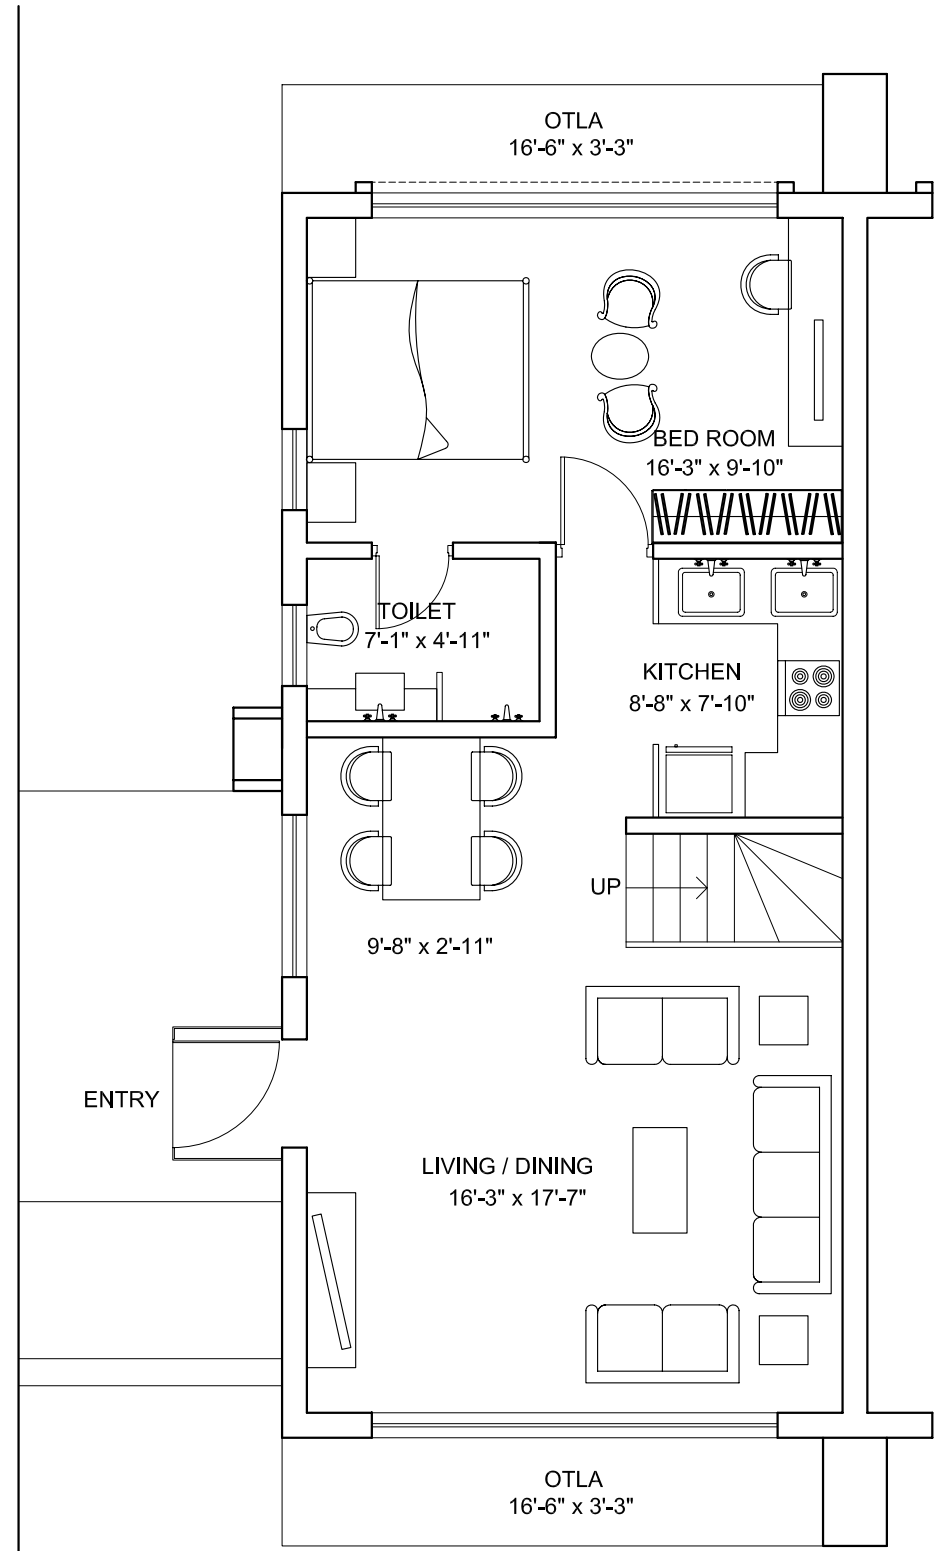 OTLA
16'-6" x 3'-3"
BED ROOM
16'-3" x 9'-10"
TOILET
7'-1" x 4'-11"
KITCHEN
8'-8" x 7'-10"
UP
9'-8" x 2'-11"
ENTRY
LIVING / DINING
16'-3" x 17'-7"
OTLA
16'-6" x 3'-3"